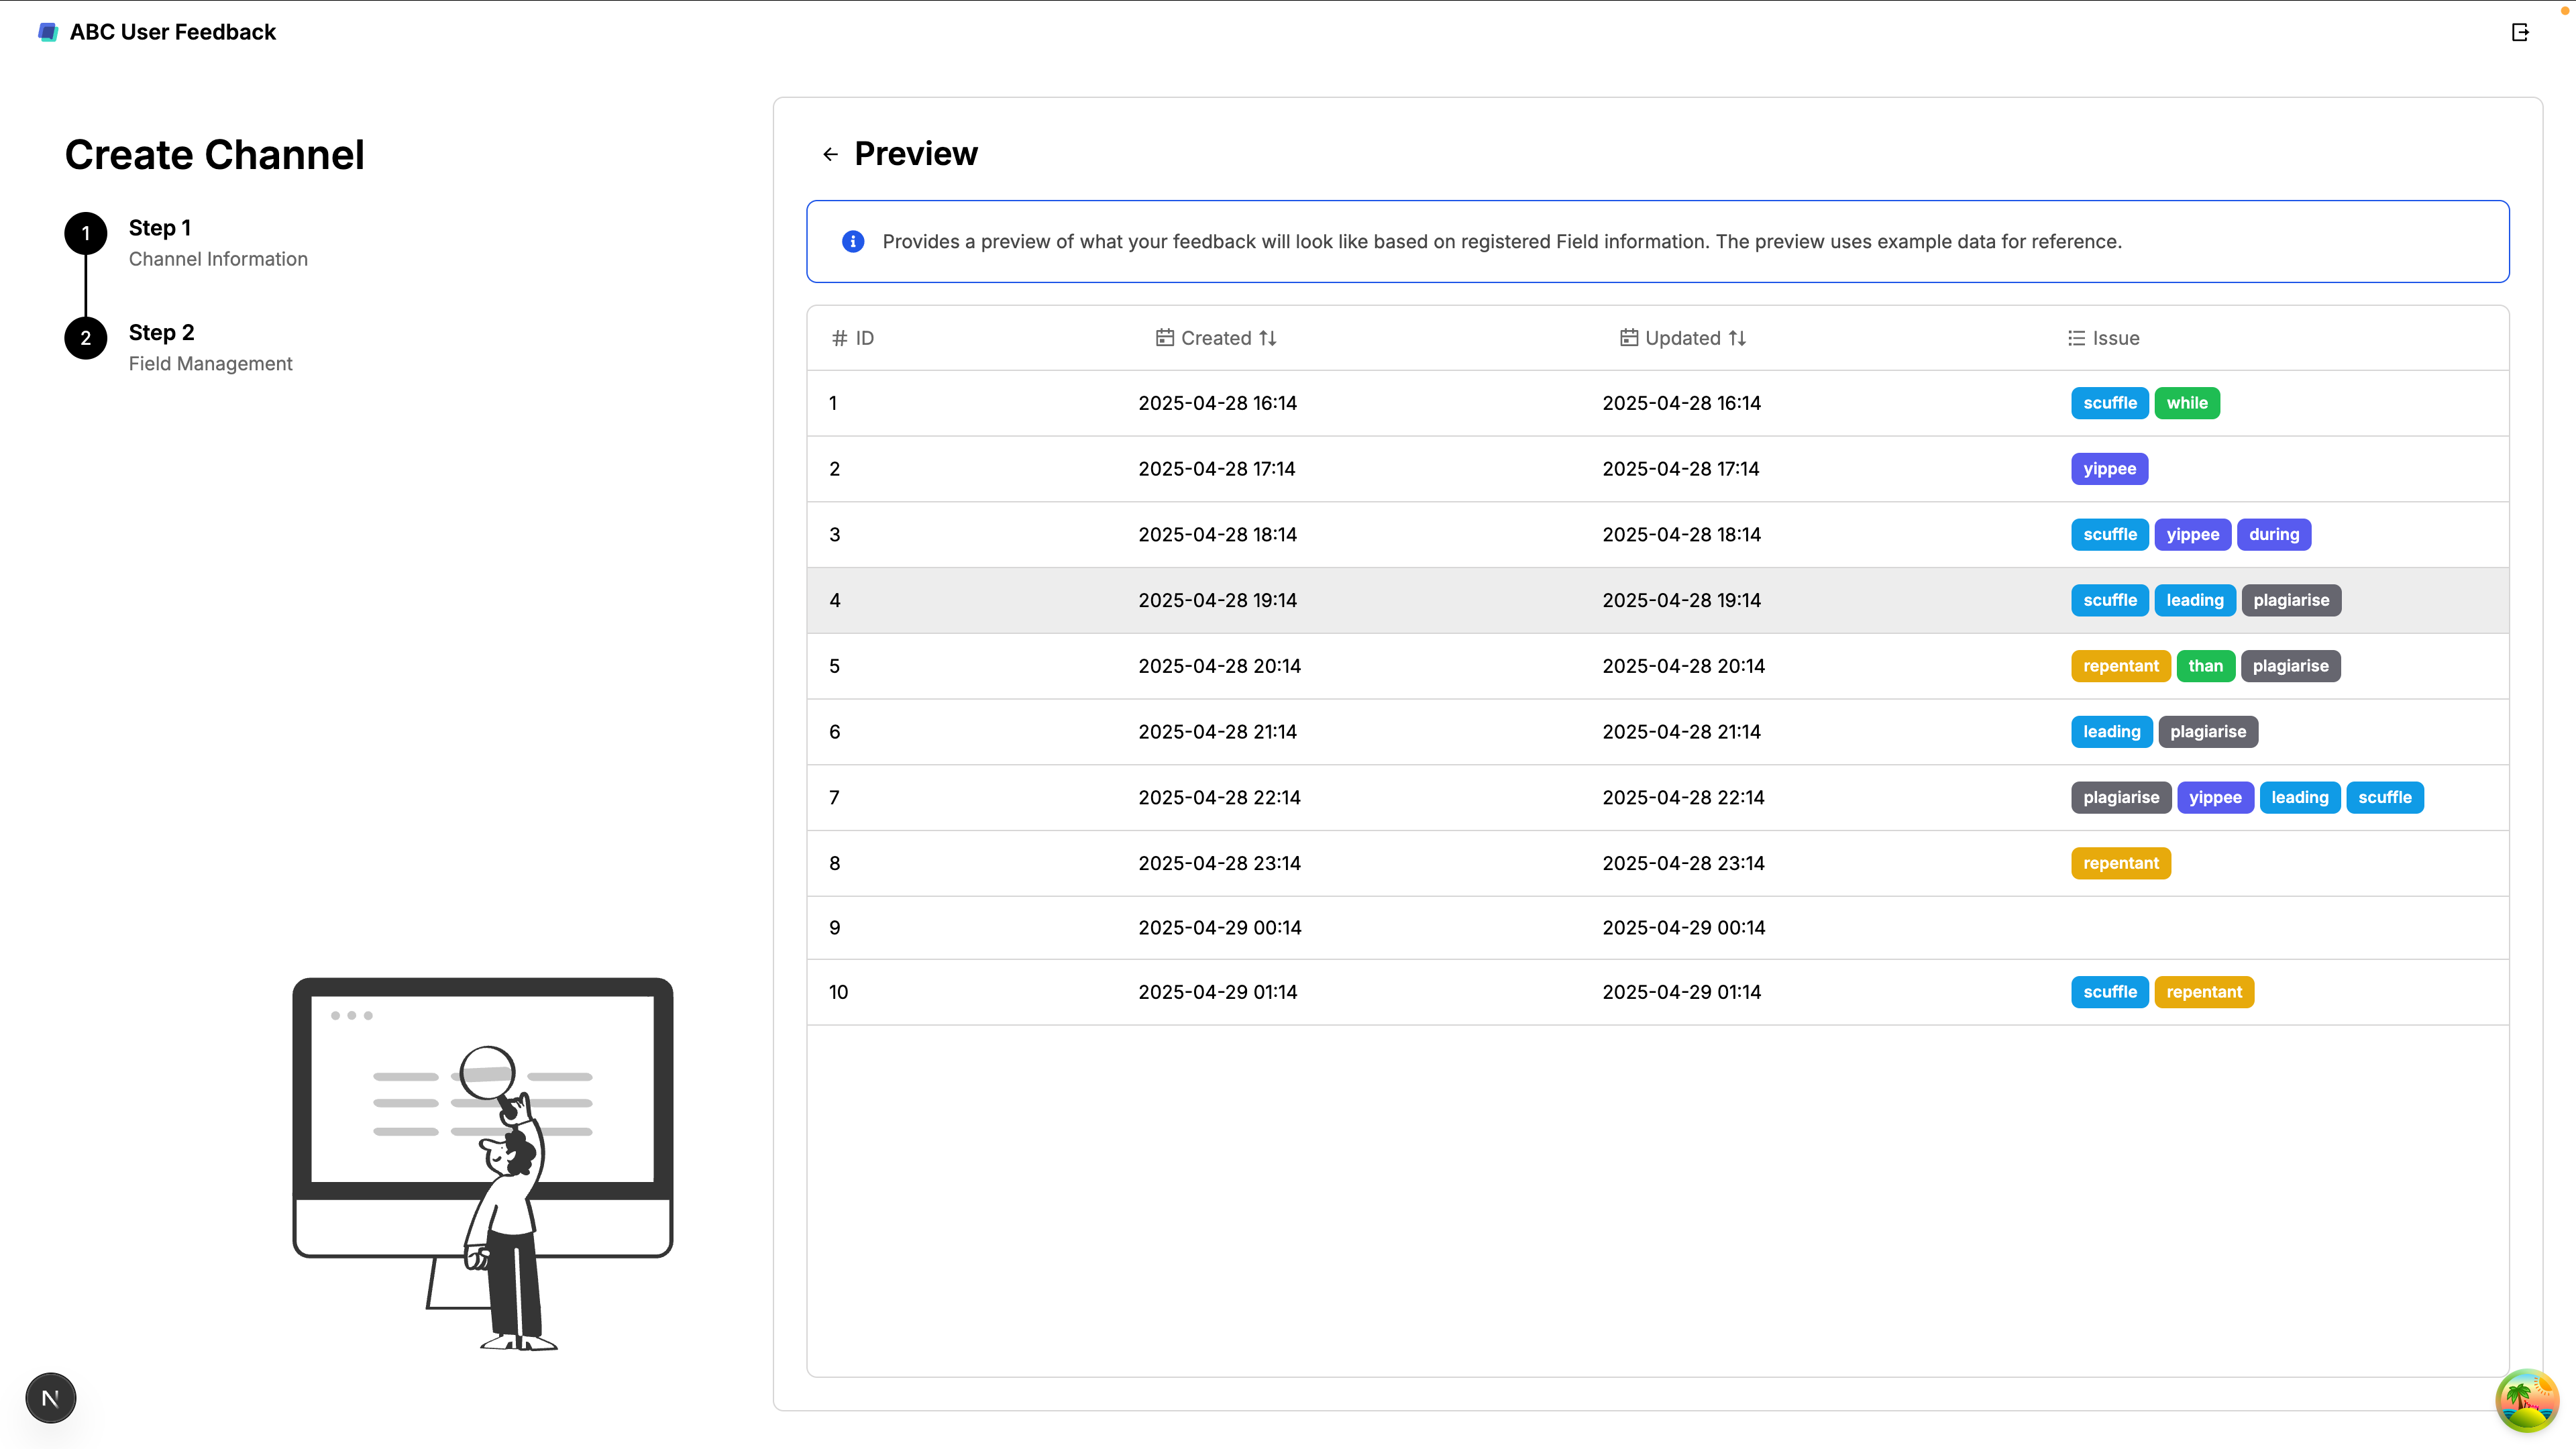 ABC User Feedback
Create Channel
1
Step 1
Channel Information
2
Step 2
Field Management
Preview
Provides a preview of what your feedback will look like based on registered Field information. The preview uses example data for reference.
# ID Created Updated Issue
1 2025-04-28 16:14 2025-04-28 16:14 scuffle while
2 2025-04-28 17:14 2025-04-28 17:14 yippee
3 2025-04-28 18:14 2025-04-28 18:14 scuffle yippee during
4 2025-04-28 19:14 2025-04-28 19:14 scuffle leading plagiarise
5 2025-04-28 20:14 2025-04-28 20:14 repentant than plagiarise
6 2025-04-28 21:14 2025-04-28 21:14 leading plagiarise
7 2025-04-28 22:14 2025-04-28 22:14 plagiarise yippee leading scuffle
8 2025-04-28 23:14 2025-04-28 23:14 repentant
9 2025-04-29 00:14 2025-04-29 00:14
10 2025-04-29 01:14 2025-04-29 01:14 scuffle repentant
N